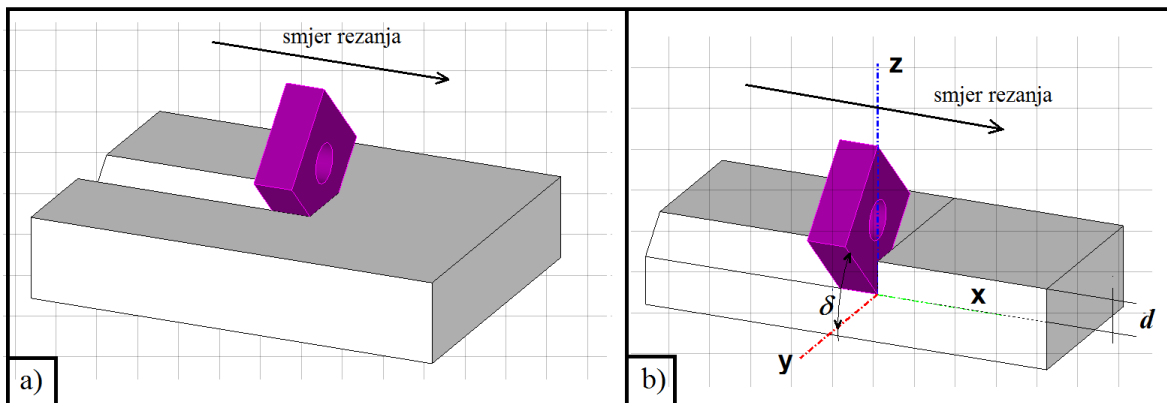 smjer rezanja
a)
z
smjer rezanja
x
δ
d
y
b)